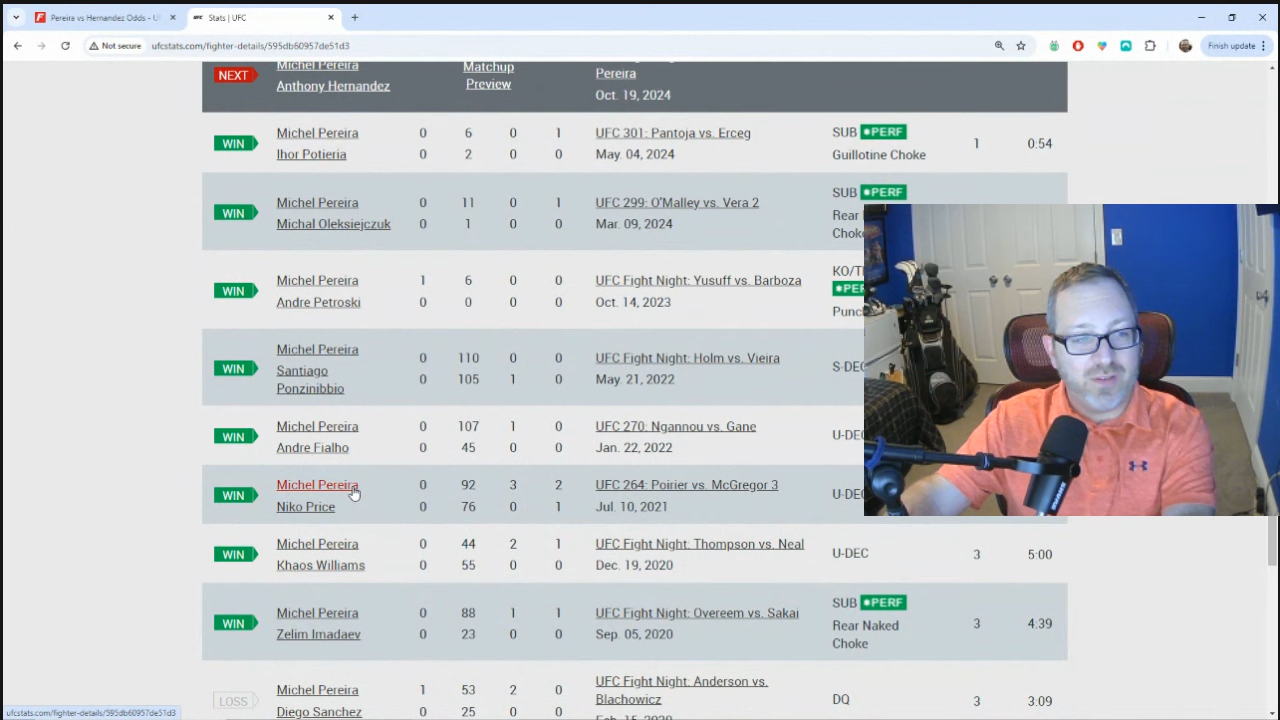 Pereira vs Hernandez Odds - U
Stats | UFC
Not secure
ufcstats.com/fighter-details/595db60957de51d3
Finish update
NEXT
Michel Pereira
Anthony Hernandez
Matchup
Preview
Pereira
Oct. 19, 2024
WIN
Michel Pereira 0 6 0 1 UFC 301: Pantoja vs. Erceg SUB PERF
Ihor Potieria 0 2 0 0 May. 04, 2024 Guillotine Choke 1 0:54
WIN
Michel Pereira 0 11 0 1 UFC 299: O'Malley vs. Vera 2 SUB PERF
Michal Oleksiejczuk 0 1 0 0 Mar. 09, 2024 Rear
Choke
WIN
Michel Pereira 1 6 0 0 UFC Fight Night: Yusuff vs. Barboza KO/T
Andre Petroski 0 0 0 0 Oct. 14, 2023 PE
Punc
WIN
Michel Pereira 0 110 0 0 UFC Fight Night: Holm vs. Vieira S-DE
Santiago 0 105 1 0 May. 21, 2022
Ponzinibbio
WIN
Michel Pereira 0 107 1 0 UFC 270: Ngannou vs. Gane U-DE
Andre Fialho 0 45 0 0 Jan. 22, 2022
WIN
Michel Pereira 0 92 3 2 UFC 264: Poirier vs. McGregor 3 U-DE
Niko Price 0 76 0 1 Jul. 10, 2021
WIN
Michel Pereira 0 44 2 1 UFC Fight Night: Thompson vs. Neal U-DEC 3 5:00
Khaos Williams 0 55 0 0 Dec. 19, 2020
WIN
Michel Pereira 0 88 1 1 UFC Fight Night: Overeem vs. Sakai SUB PERF
Zelim Imadaev 0 23 0 0 Sep. 05, 2020 Rear Naked 3 4:39
Choke
LOSS
Michel Pereira 1 53 2 0 UFC Fight Night: Anderson vs. DQ 3 3:09
Diego Sanchez 0 25 0 0 Blachowicz
Feb. 15, 2020
ufcstats.com/fighter-details/595db60957de51d3